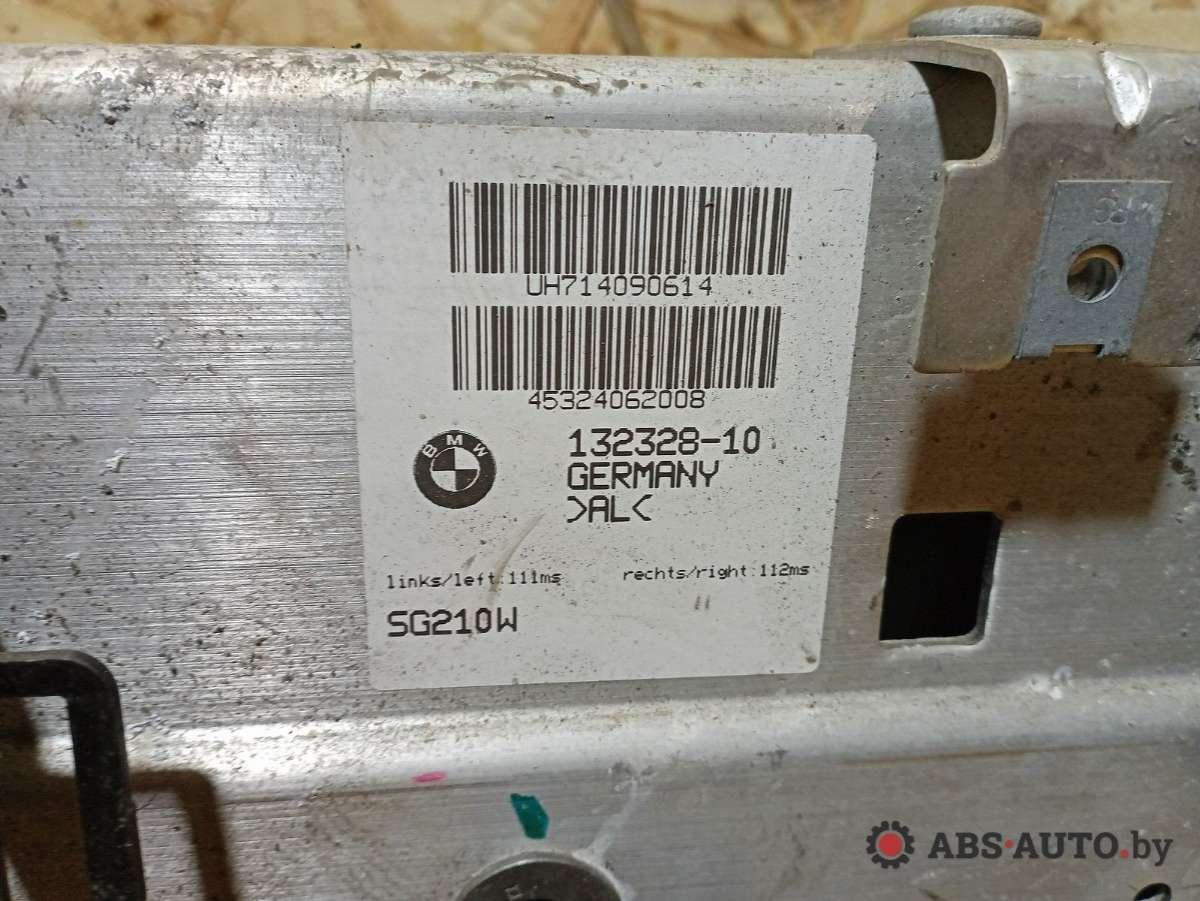 UH714090614
45324062008
BMW
132328-10
GERMANY
>AL<
links/left:111ms rechts/right:112ms
SG210W
ABS·AUTO.by